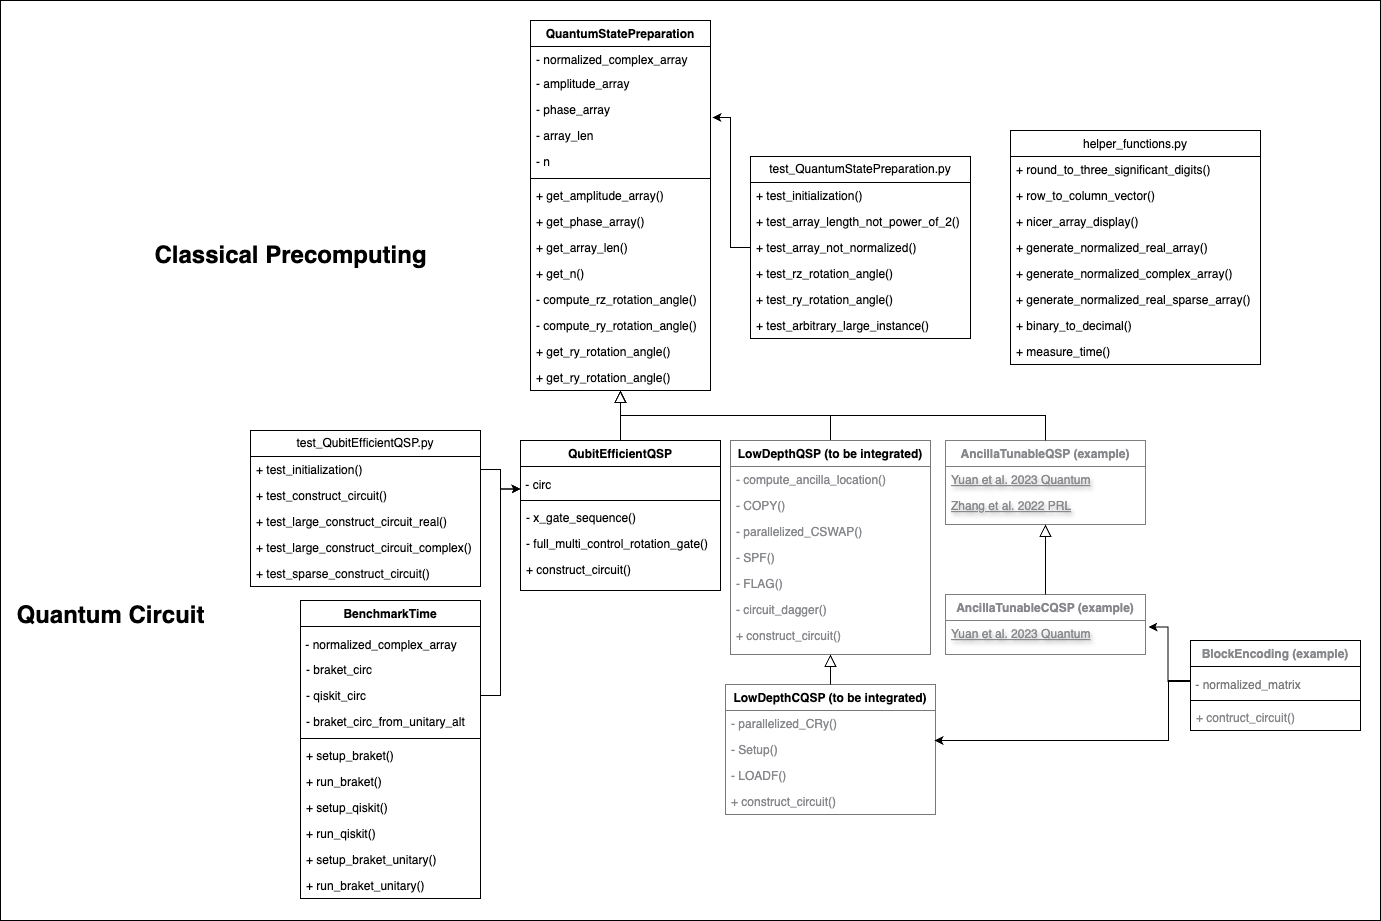 QuantumStatePreparation
- normalized_complex_array
- amplitude_array
- phase_array
- array_len
- n
+ get_amplitude_array()
+ get_phase_array()
+ get_array_len()
+ get_n()
- compute_rz_rotation_angle()
- compute_ry_rotation_angle()
+ get_ry_rotation_angle()
+ get_ry_rotation_angle()
test_QuantumStatePreparation.py
+ test_initialization()
+ test_array_length_not_power_of_2()
+ test_array_not_normalized()
+ test_rz_rotation_angle()
+ test_ry_rotation_angle()
+ test_arbitrary_large_instance()
helper_functions.py
+ round_to_three_significant_digits()
+ row_to_column_vector()
+ nicer_array_display()
+ generate_normalized_real_array()
+ generate_normalized_complex_array()
+ generate_normalized_real_sparse_array()
+ binary_to_decimal()
+ measure_time()
Classical Precomputing
test_QubitEfficientQSP.py
+ test_initialization()
+ test_construct_circuit()
+ test_large_construct_circuit_real()
+ test_large_construct_circuit_complex()
+ test_sparse_construct_circuit()
QubitEfficientQSP
- circ
- x_gate_sequence()
- full_multi_control_rotation_gate()
+ construct_circuit()
LowDepthQSP (to be integrated)
- compute_ancilla_location()
- COPY()
- parallelized_CSWAP()
- SPF()
- FLAG()
- circuit_dagger()
+ construct_circuit()
AncillaTunableQSP (example)
Yuan et al. 2023 Quantum
Zhang et al. 2022 PRL
Quantum Circuit
BenchmarkTime
- normalized_complex_array
- braket_circ
- qiskit_circ
- braket_circ_from_unitary_alt
+ setup_braket()
+ run_braket()
+ setup_qiskit()
+ run_qiskit()
+ setup_braket_unitary()
+ run_braket_unitary()
AncillaTunableCQSP (example)
Yuan et al. 2023 Quantum
BlockEncoding (example)
- normalized_matrix
+ contruct_circuit()
LowDepthCQSP (to be integrated)
- parallelized_CRy()
- Setup()
- LOADF()
+ construct_circuit()